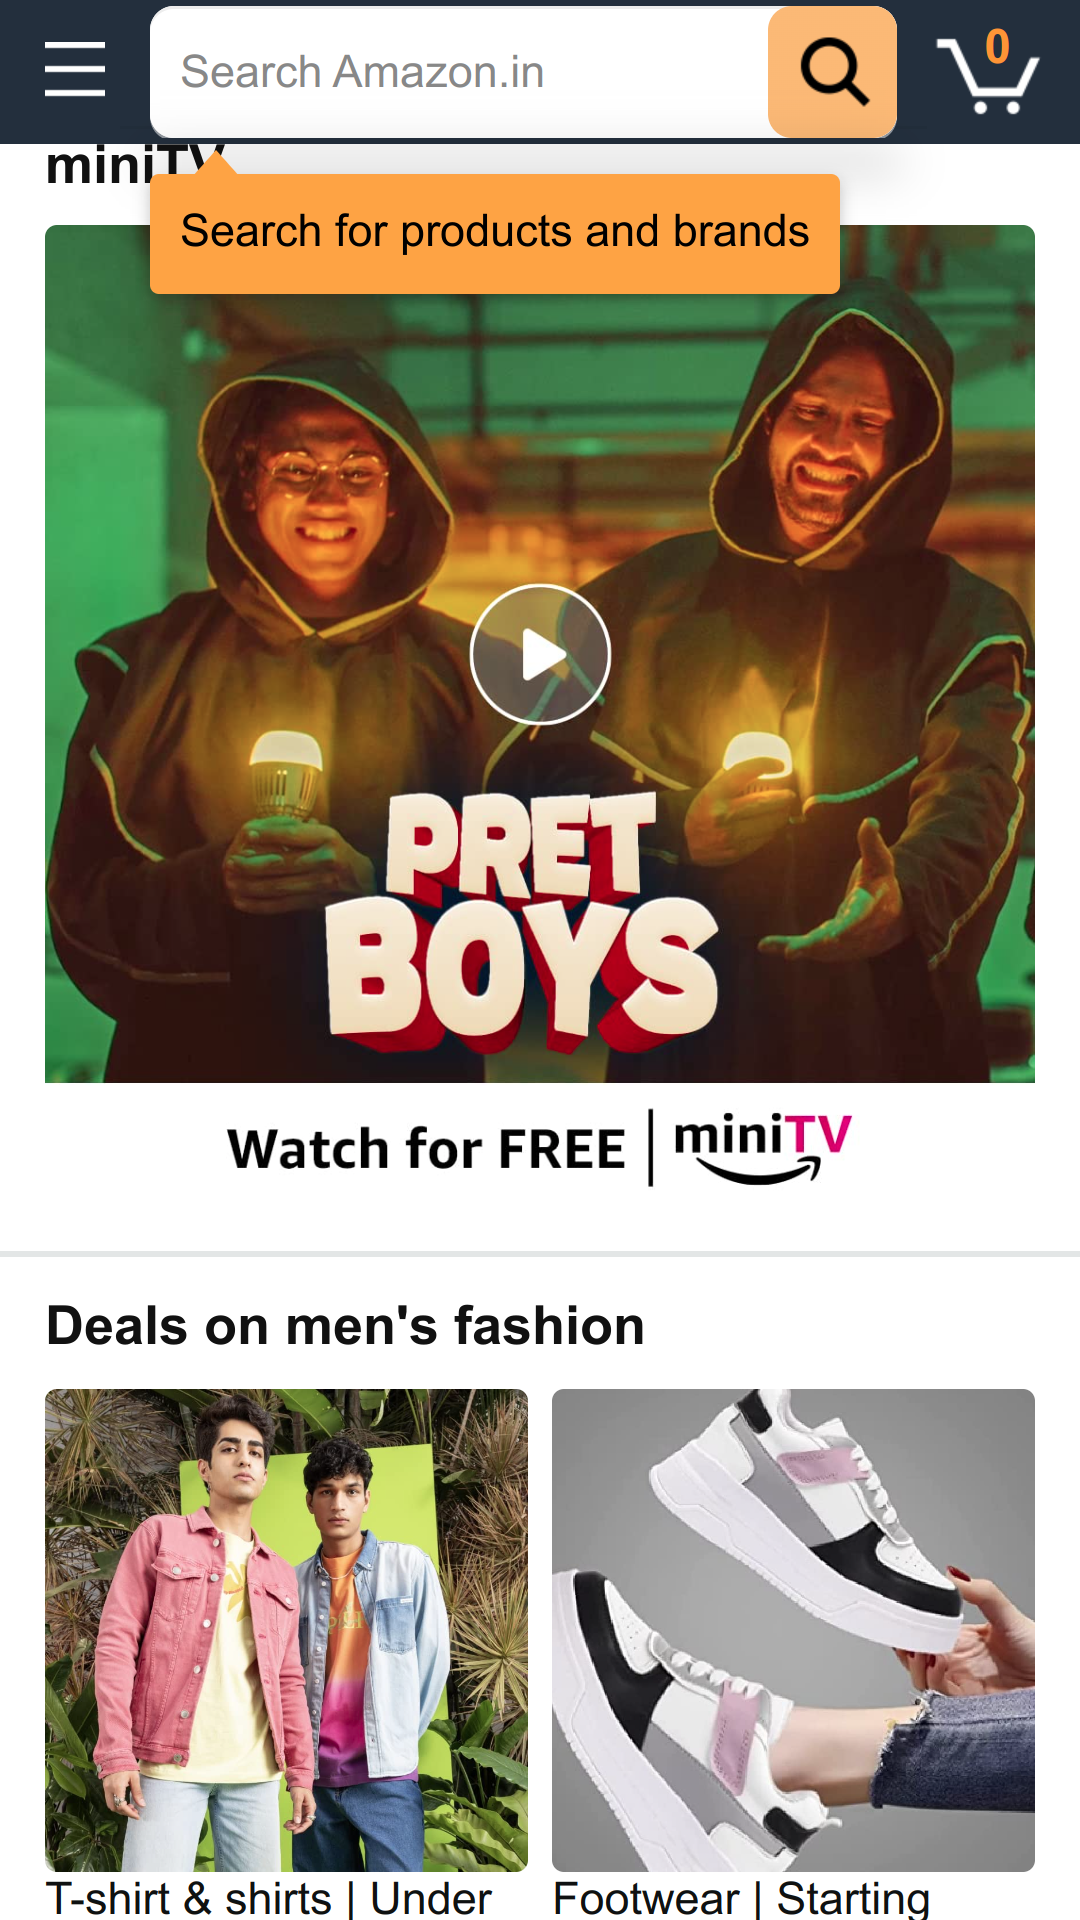 Search Amazon.in
0
miniTV
Search for products and brands
PRET
BOYS
Watch for FREE | miniTV
Deals on men's fashion
T-shirt & shirts | Under
Footwear | Starting